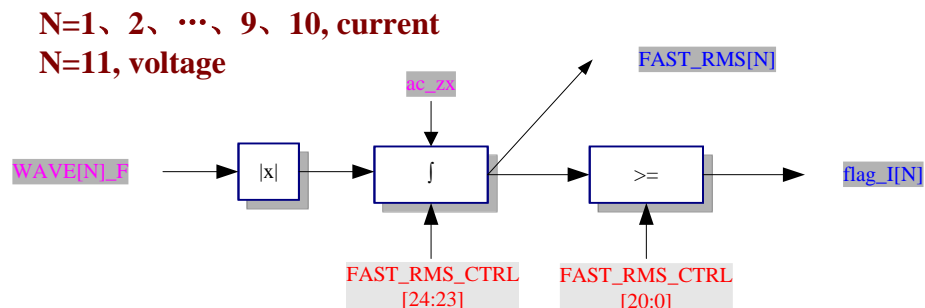 N=1、2、⋯、9、10, current
N=11, voltage
FAST_RMS[N]
ac_zx
WAVE[N]_F
|x|
∫
>=
flag_I[N]
FAST_RMS_CTRL
[24:23]
FAST_RMS_CTRL
[20:0]